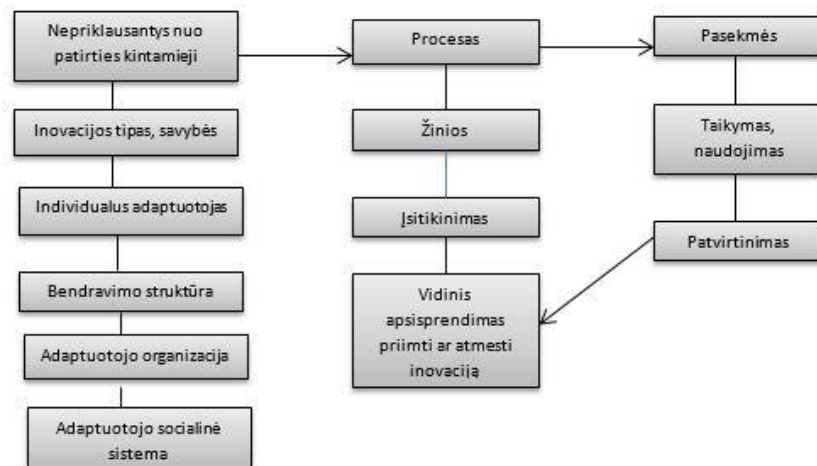 Nepriklausantys nuo
patirties kintamieji
Inovacijos tipas, savybės
Individualus adaptuotojas
Bendravimo struktūra
Adaptuotojo organizacija
Adaptuotojo socialinė
sistema
Procesas
Žinios
Įsitikinimas
Vidinis
apsisprendimas
priimti ar atmesti
inovaciją
Pasekmės
Taikymas,
naudojimas
Patvirtinimas